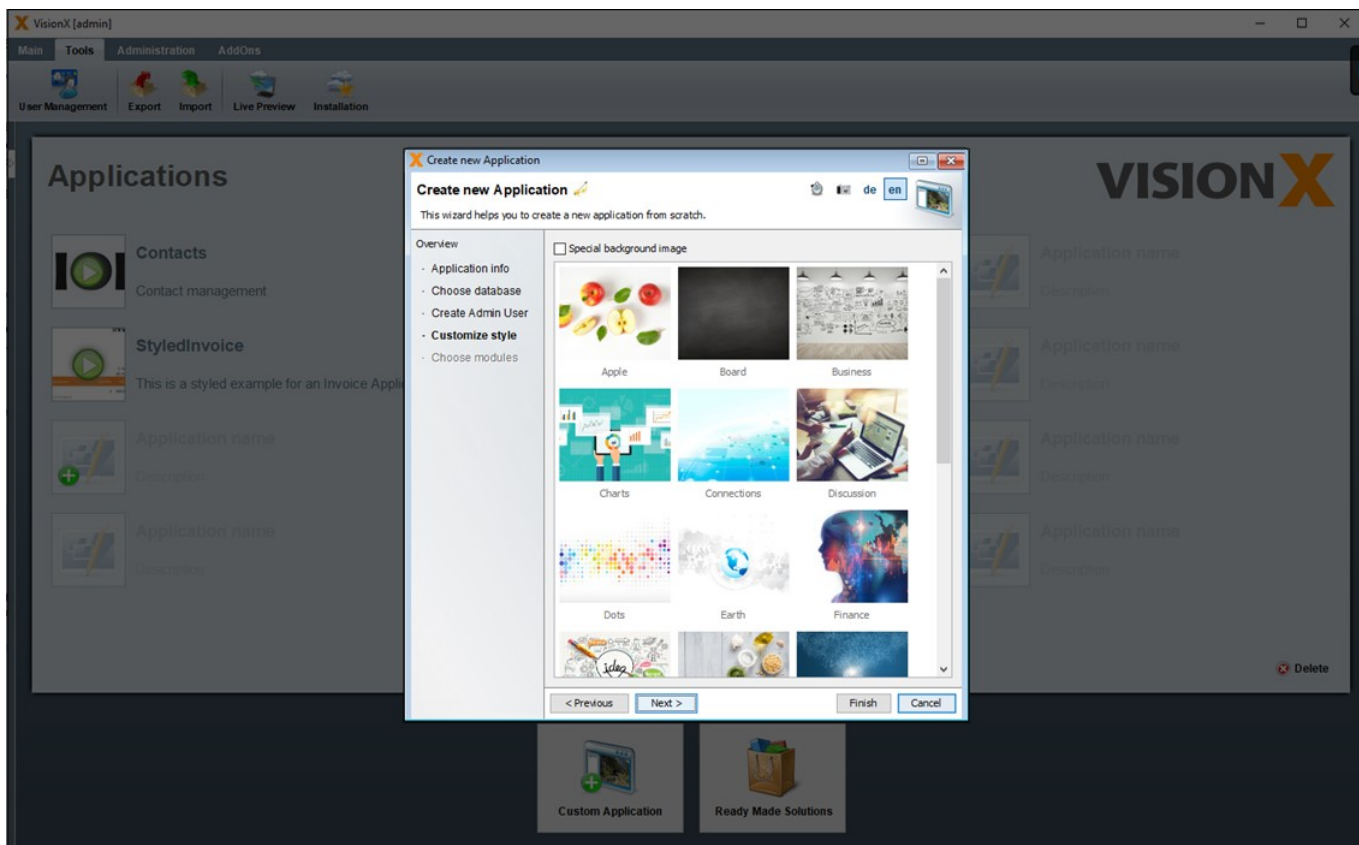 VisionX [admin]
Main Tools Administration AddOns
User Management Export Import Live Preview Installation
Applications
VISIONX
Contacts
Contact management
StyledInvoice
This is a styled example for an Invoice Appli
Application name
Description
Application name
Description
Create new Application
Create new Application
de en
This wizard helps you to create a new application from scratch.
Overview
· Application info
· Choose database
· Create Admin User
· Customize style
· Choose modules
Special background image
Apple Board Business
Charts Connections Discussion
Dots Earth Finance
idea
< Previous Next > Finish Cancel
Application name
Description
Application name
Description
Application name
Description
Application name
Description
Delete
Custom Application Ready Made Solutions